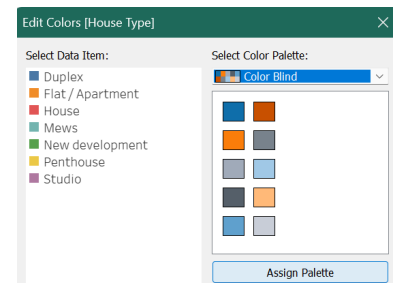 Edit Colors [House Type]
Select Data Item:
Duplex
Flat / Apartment
House
Mews
New development
Penthouse
Studio
Select Color Palette:
Color Blind
Assign Palette